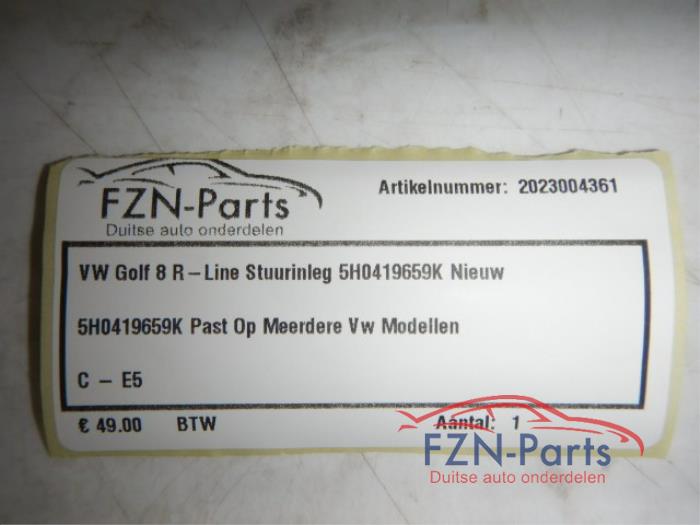 FZN-Parts
Duitse auto onderdelen
Artikelnummer: 2023004361
VW Golf 8 R-Line Stuurinleg 5H0419659K Nieuw
5H0419659K Past Op Meerdere Vw Modellen
C - E5
€ 49.00 BTW Aantal: 1
FZN-Parts
Duitse auto onderdelen